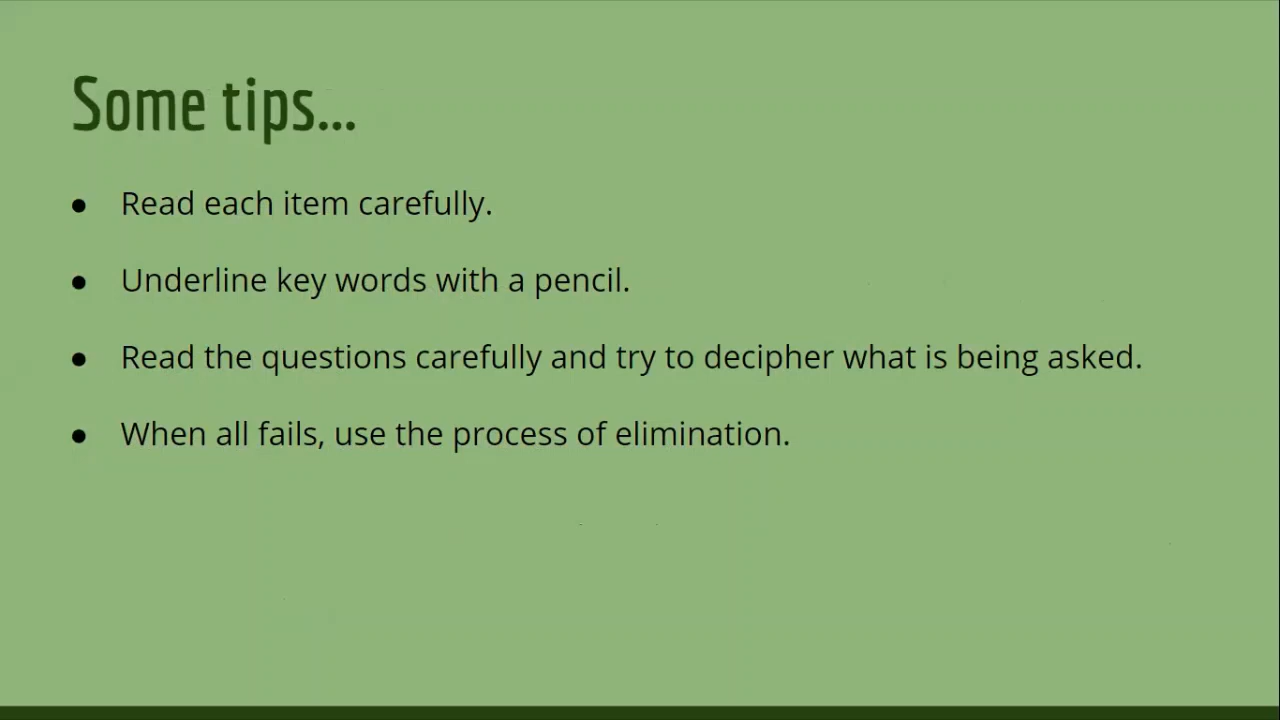 Some tips...
● Read each item carefully.
● Underline key words with a pencil.
● Read the questions carefully and try to decipher what is being asked.
● When all fails, use the process of elimination.